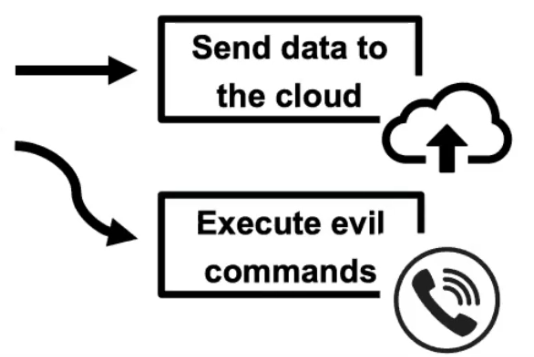 Send data to
the cloud
Execute evil
commands